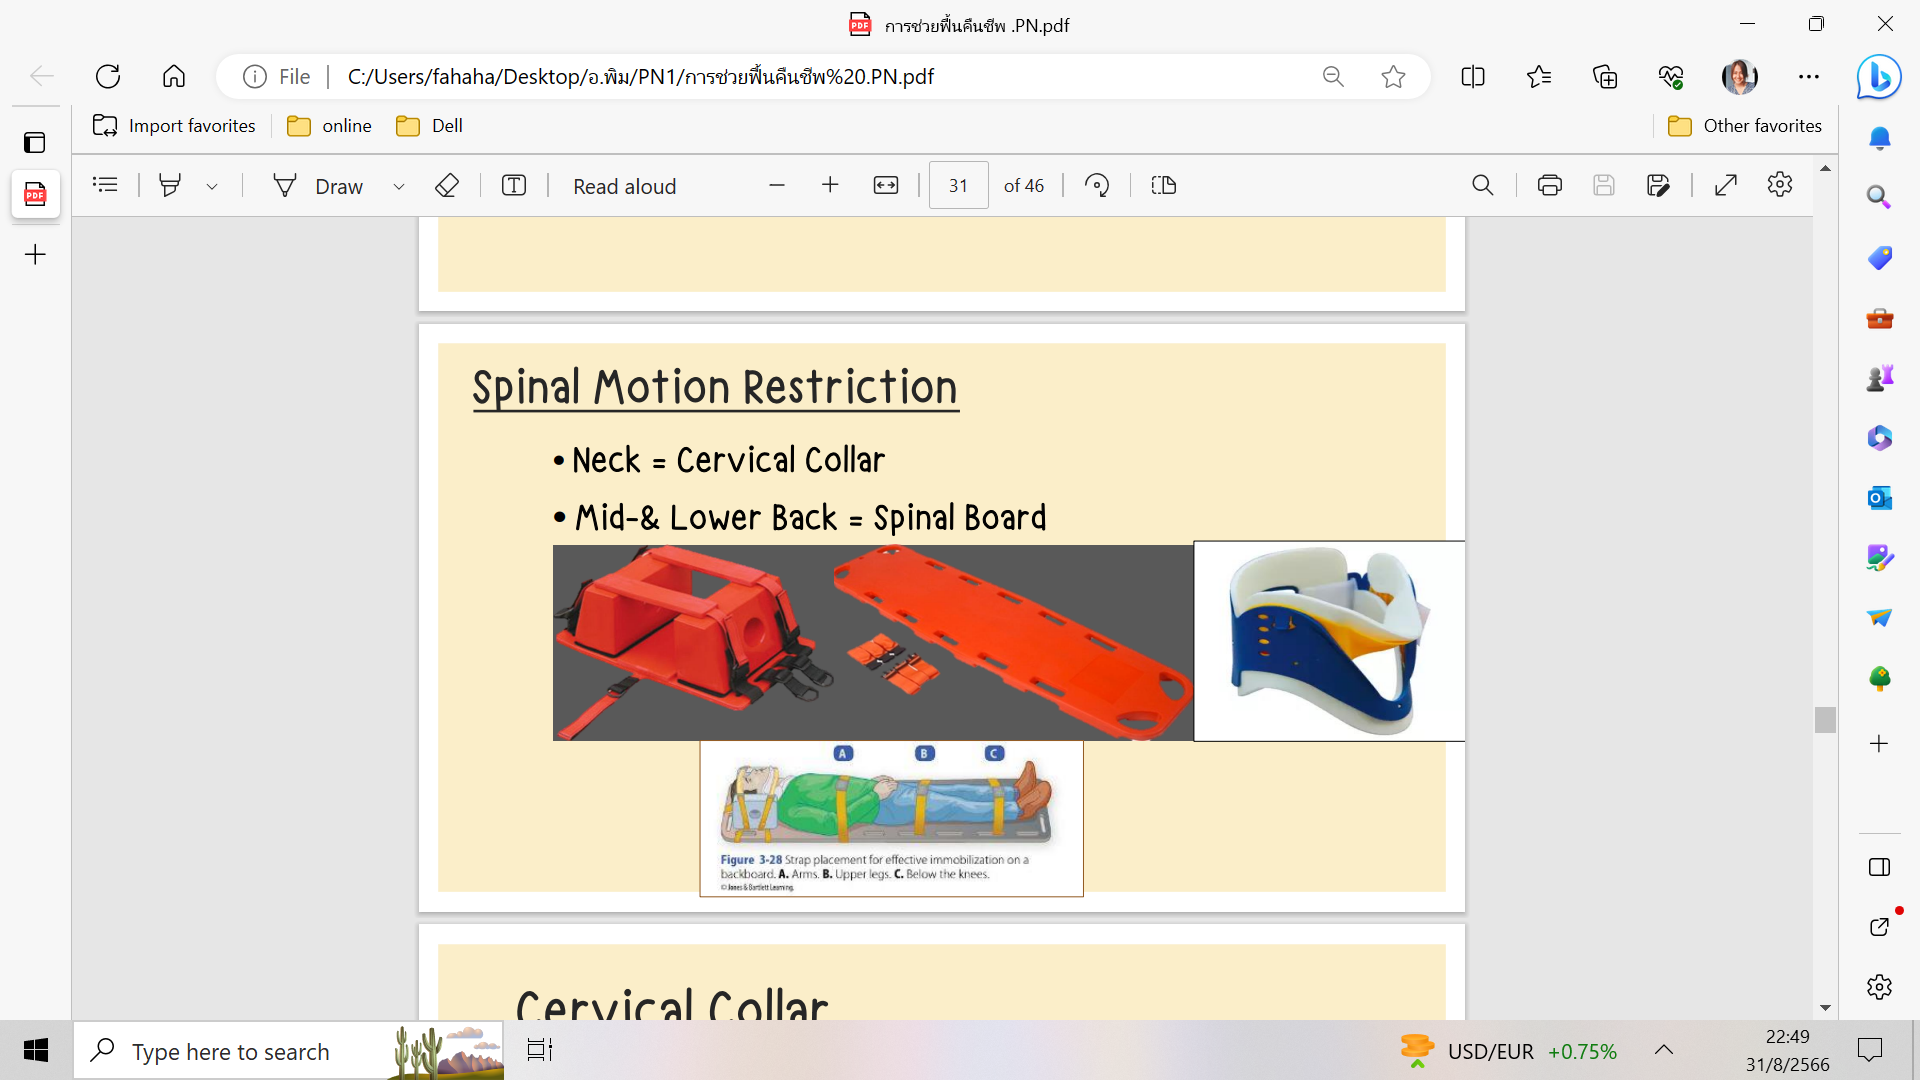 การช่วยฟื้นคืนชีพ .PN.pdf
File
C:/Users/fahaha/Desktop/อ.พิม/PN1/การช่วยฟื้นคืนชีพ%20.PN.pdf
Import favorites
online
Dell
Other favorites
Draw
Read aloud
31
of 46
Spinal Motion Restriction
• Neck = Cervical Collar
• Mid-& Lower Back = Spinal Board
A B C
Figure 3-28 Strap placement for effective immobilization on a
backboard. A. Arms. B. Upper legs. C. Below the knees.
© Jones & Bartlett Learning.
Cervical Collar
Type here to search
USD/EUR +0.75%
22:49
31/8/2566